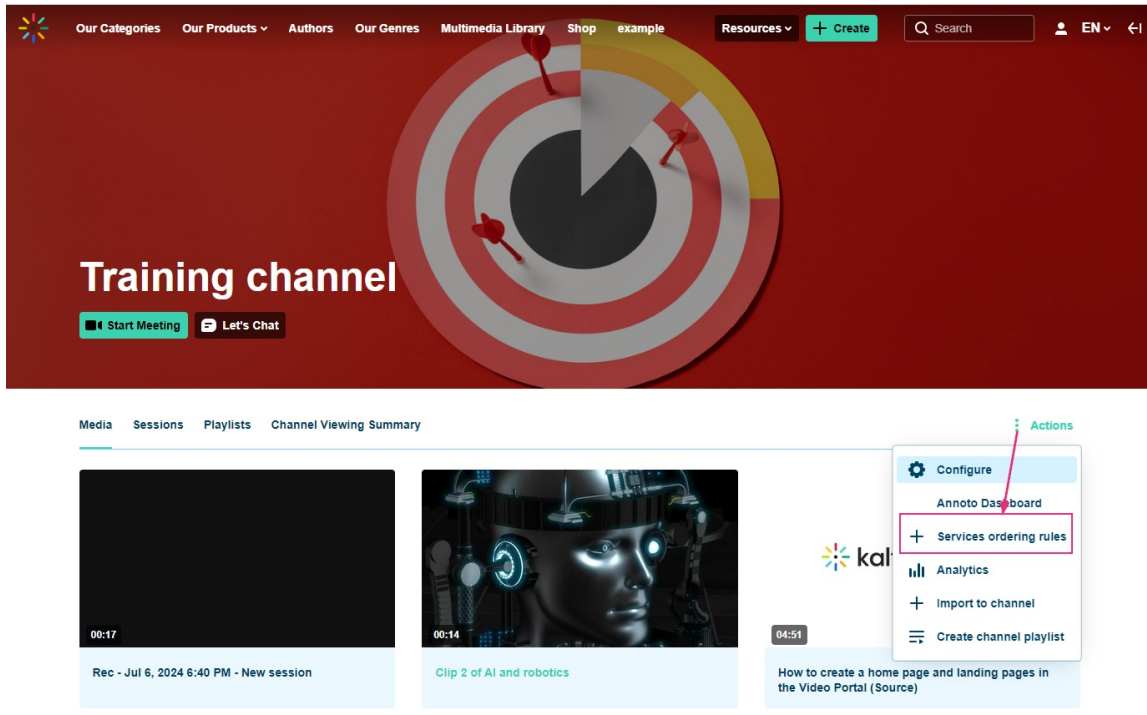 Our Categories Our Products Authors Our Genres Multimedia Library Shop example Resources + Create Search EN
Training channel
Start Meeting Let's Chat
Media Sessions Playlists Channel Viewing Summary Actions
Configure
Annoto Dashboard
+ Services ordering rules
Analytics
+ Import to channel
Create channel playlist
kal
00:17
00:14
04:51
Rec - Jul 6, 2024 6:40 PM - New session
Clip 2 of AI and robotics
How to create a home page and landing pages in
the Video Portal (Source)